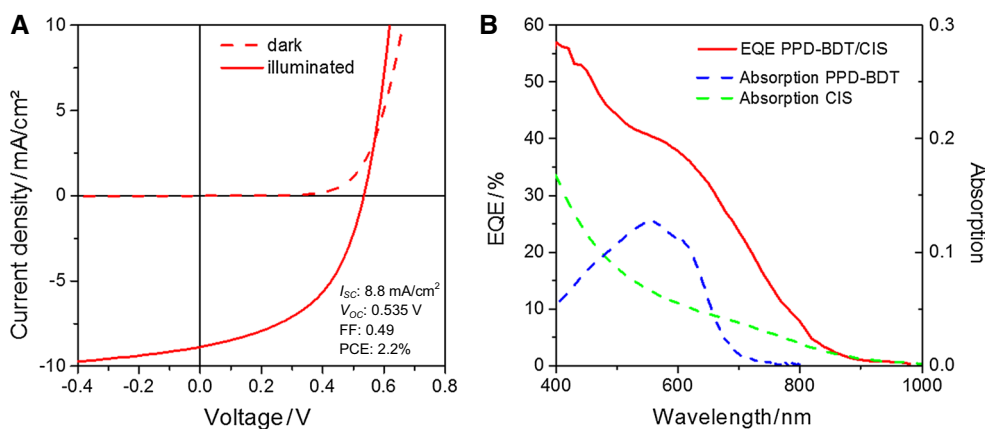 A
dark
illuminated
Current density / mA/cm²
10
5
0
-5
-10
I_SC: 8.8 mA/cm²
V_OC: 0.535 V
FF: 0.49
PCE: 2.2%
-0.4
-0.2
0.0
0.2
0.4
0.6
0.8
Voltage / V
B
EQE PPD-BDT/CIS
Absorption PPD-BDT
Absorption CIS
EQE / %
60
50
40
30
20
10
0
0.3
0.2
0.1
0.0
Absorption
400
600
800
1000
Wavelength/nm